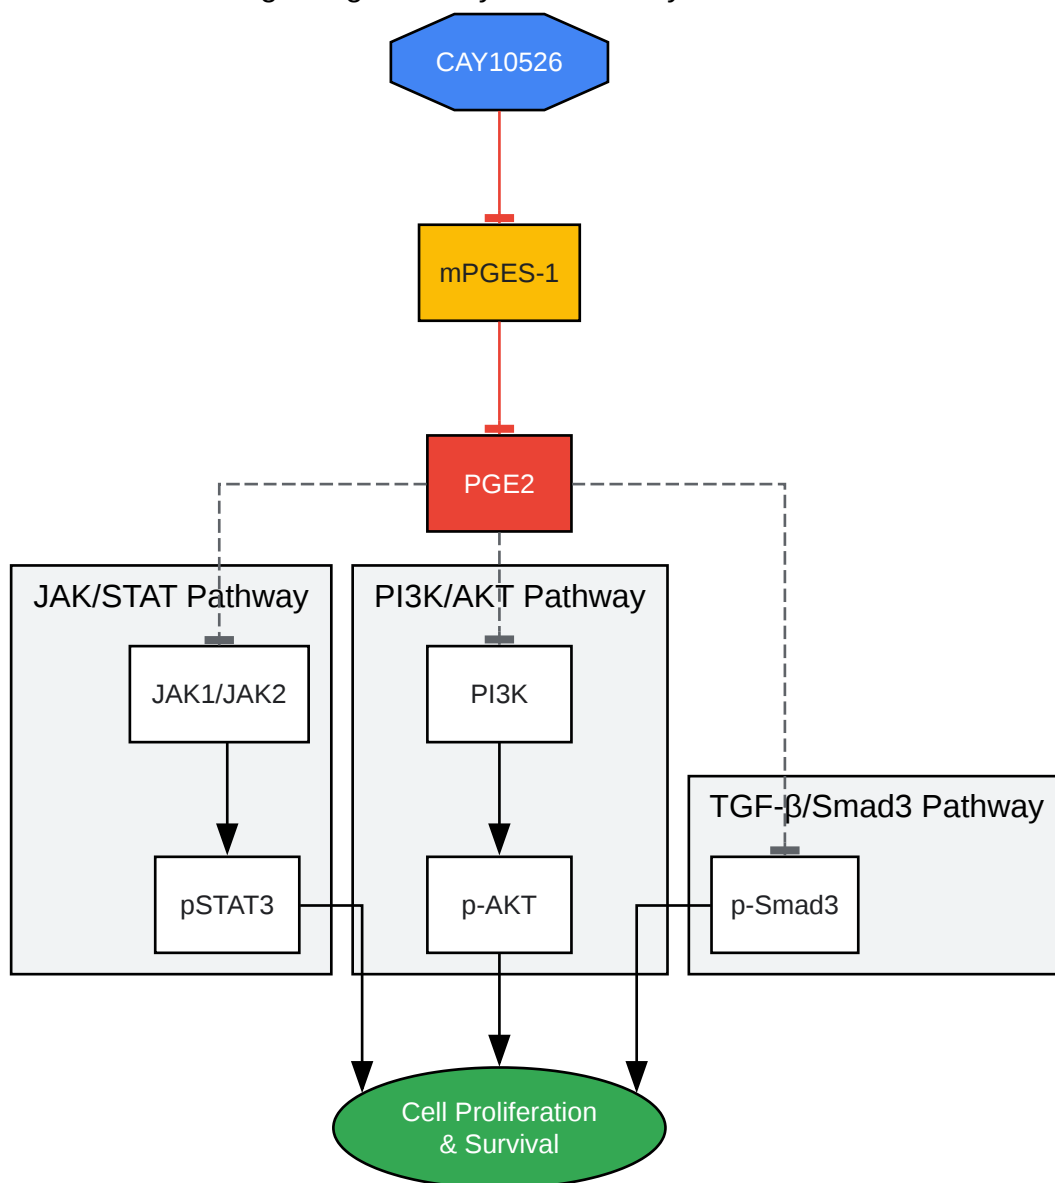 CAY10526
mPGES-1
PGE2
JAK/STAT Pathway
PI3K/AKT Pathway
JAK1/JAK2
PI3K
TGF-β/Smad3 Pathway
pSTAT3
p-AKT
p-Smad3
Cell Proliferation
& Survival